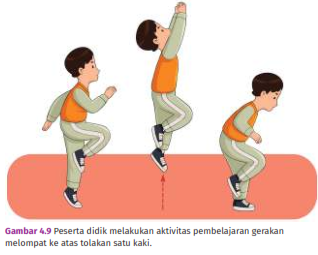 Gambar 4.9 Peserta didik melakukan aktivitas pembelajaran gerakan
melompat ke atas tolakan satu kaki.